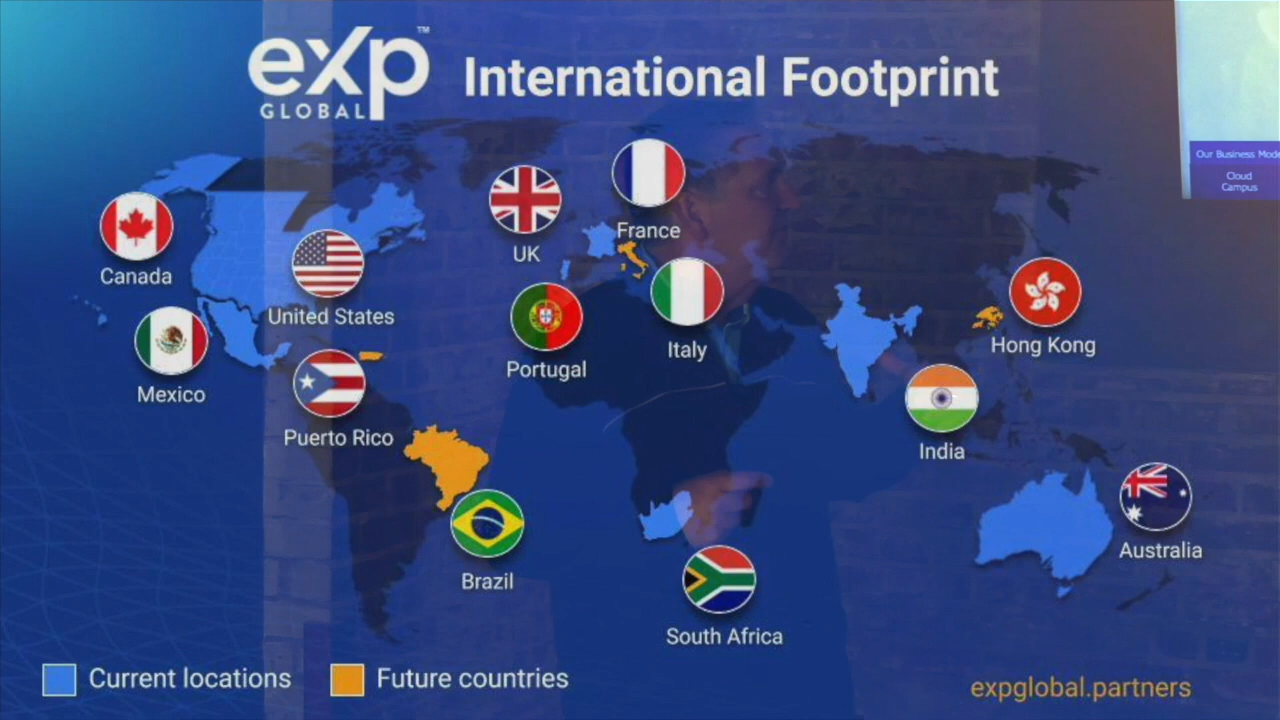 exp™
GLOBAL
International Footprint
Our Business Mode
Cloud
Campus
Canada
UK
France
United States
Mexico
Portugal
Italy
Hong Kong
Puerto Rico
India
Brazil
Australia
South Africa
Current locations
Future countries
expglobal.partners